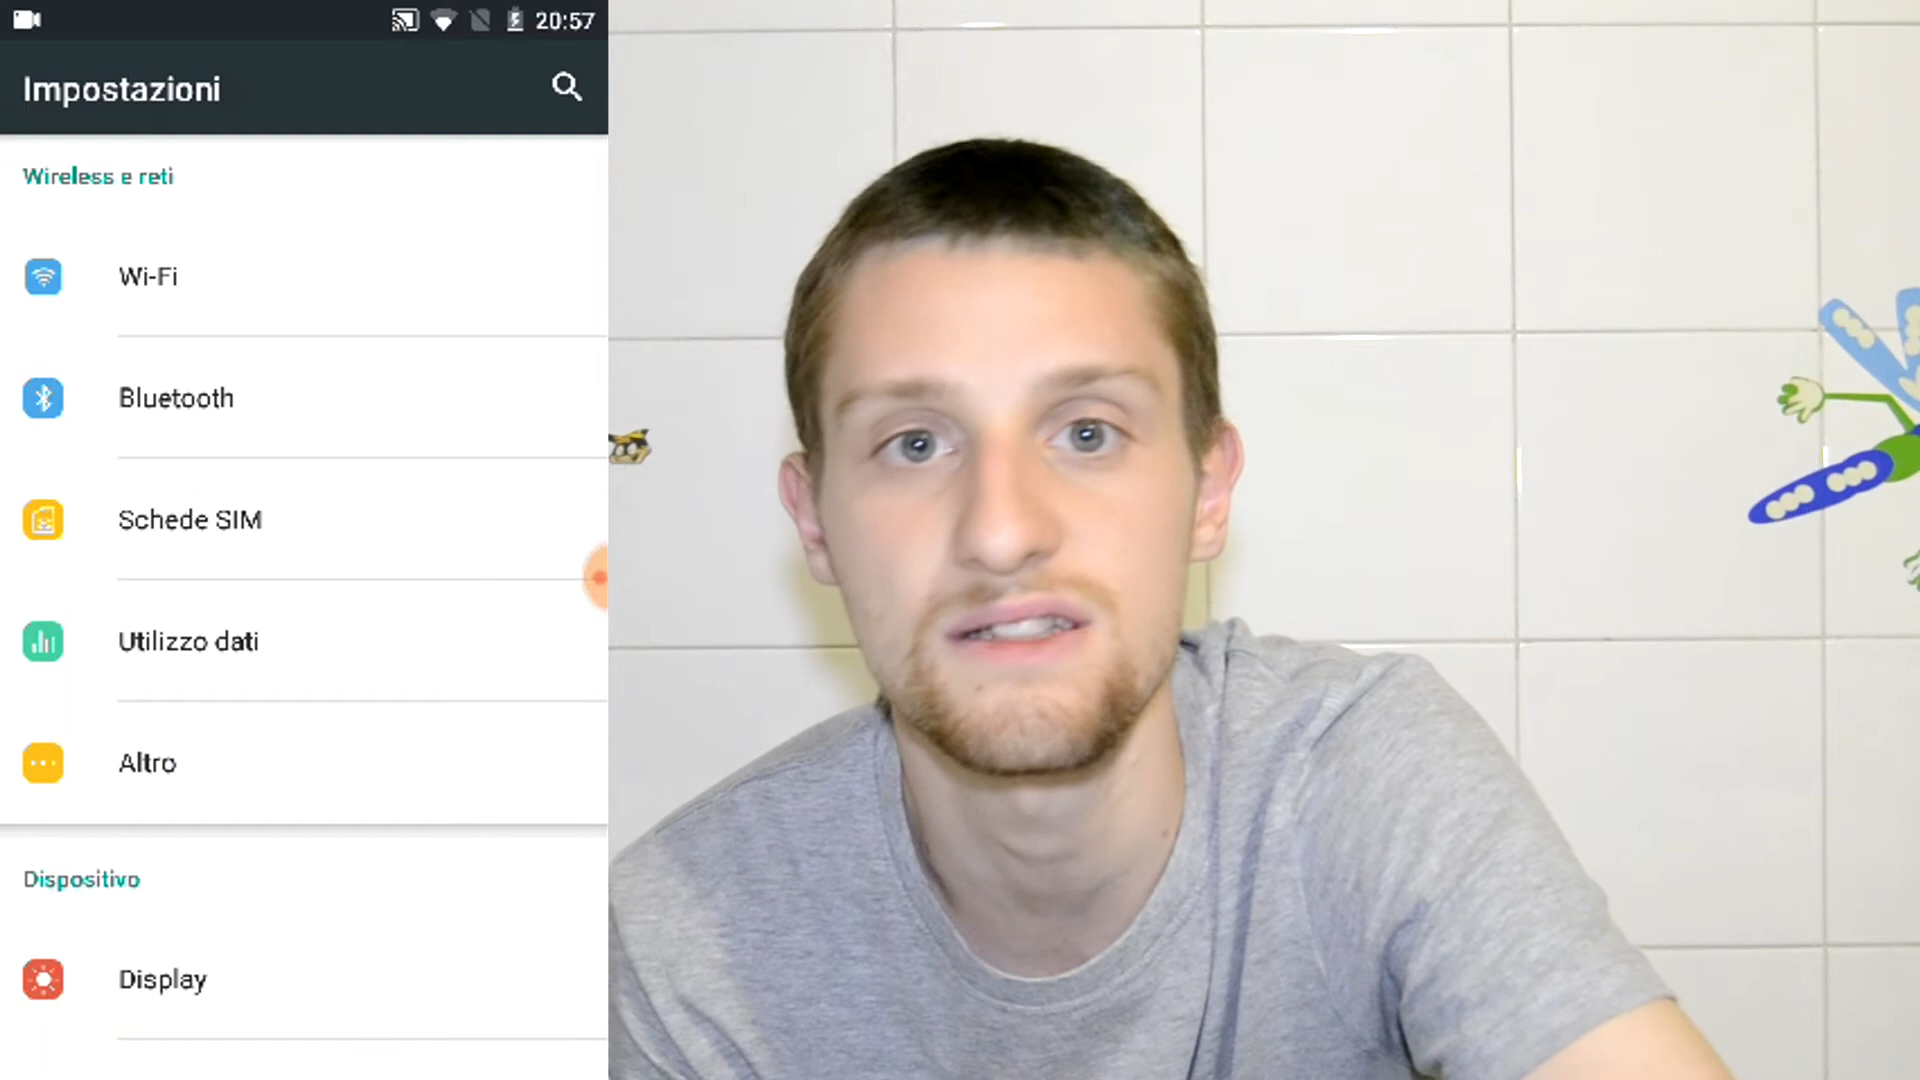 20:57
Impostazioni
Wireless e reti
Wi-Fi
Bluetooth
Schede SIM
Utilizzo dati
Altro
Dispositivo
Display